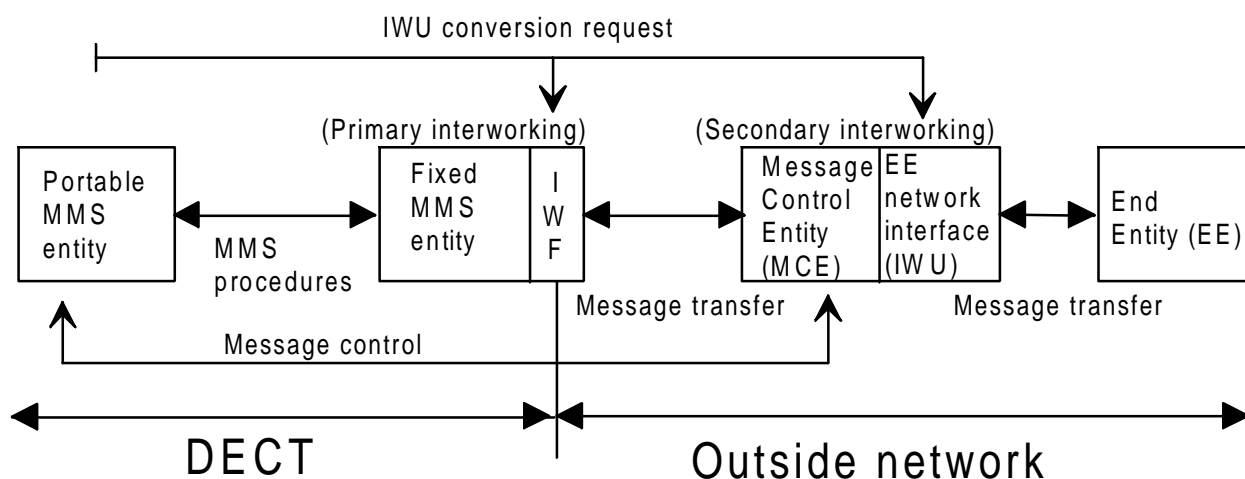 IWU conversion request
(Primary interworking)
(Secondary interworking)
Portable
MMS
entity
MMS
procedures
Fixed
MMS
entity
I
W
F
Message transfer
Message
Control
Entity
(MCE)
EE
network
interface
(IWU)
Message transfer
End
Entity (EE)
Message control
DECT
Outside network